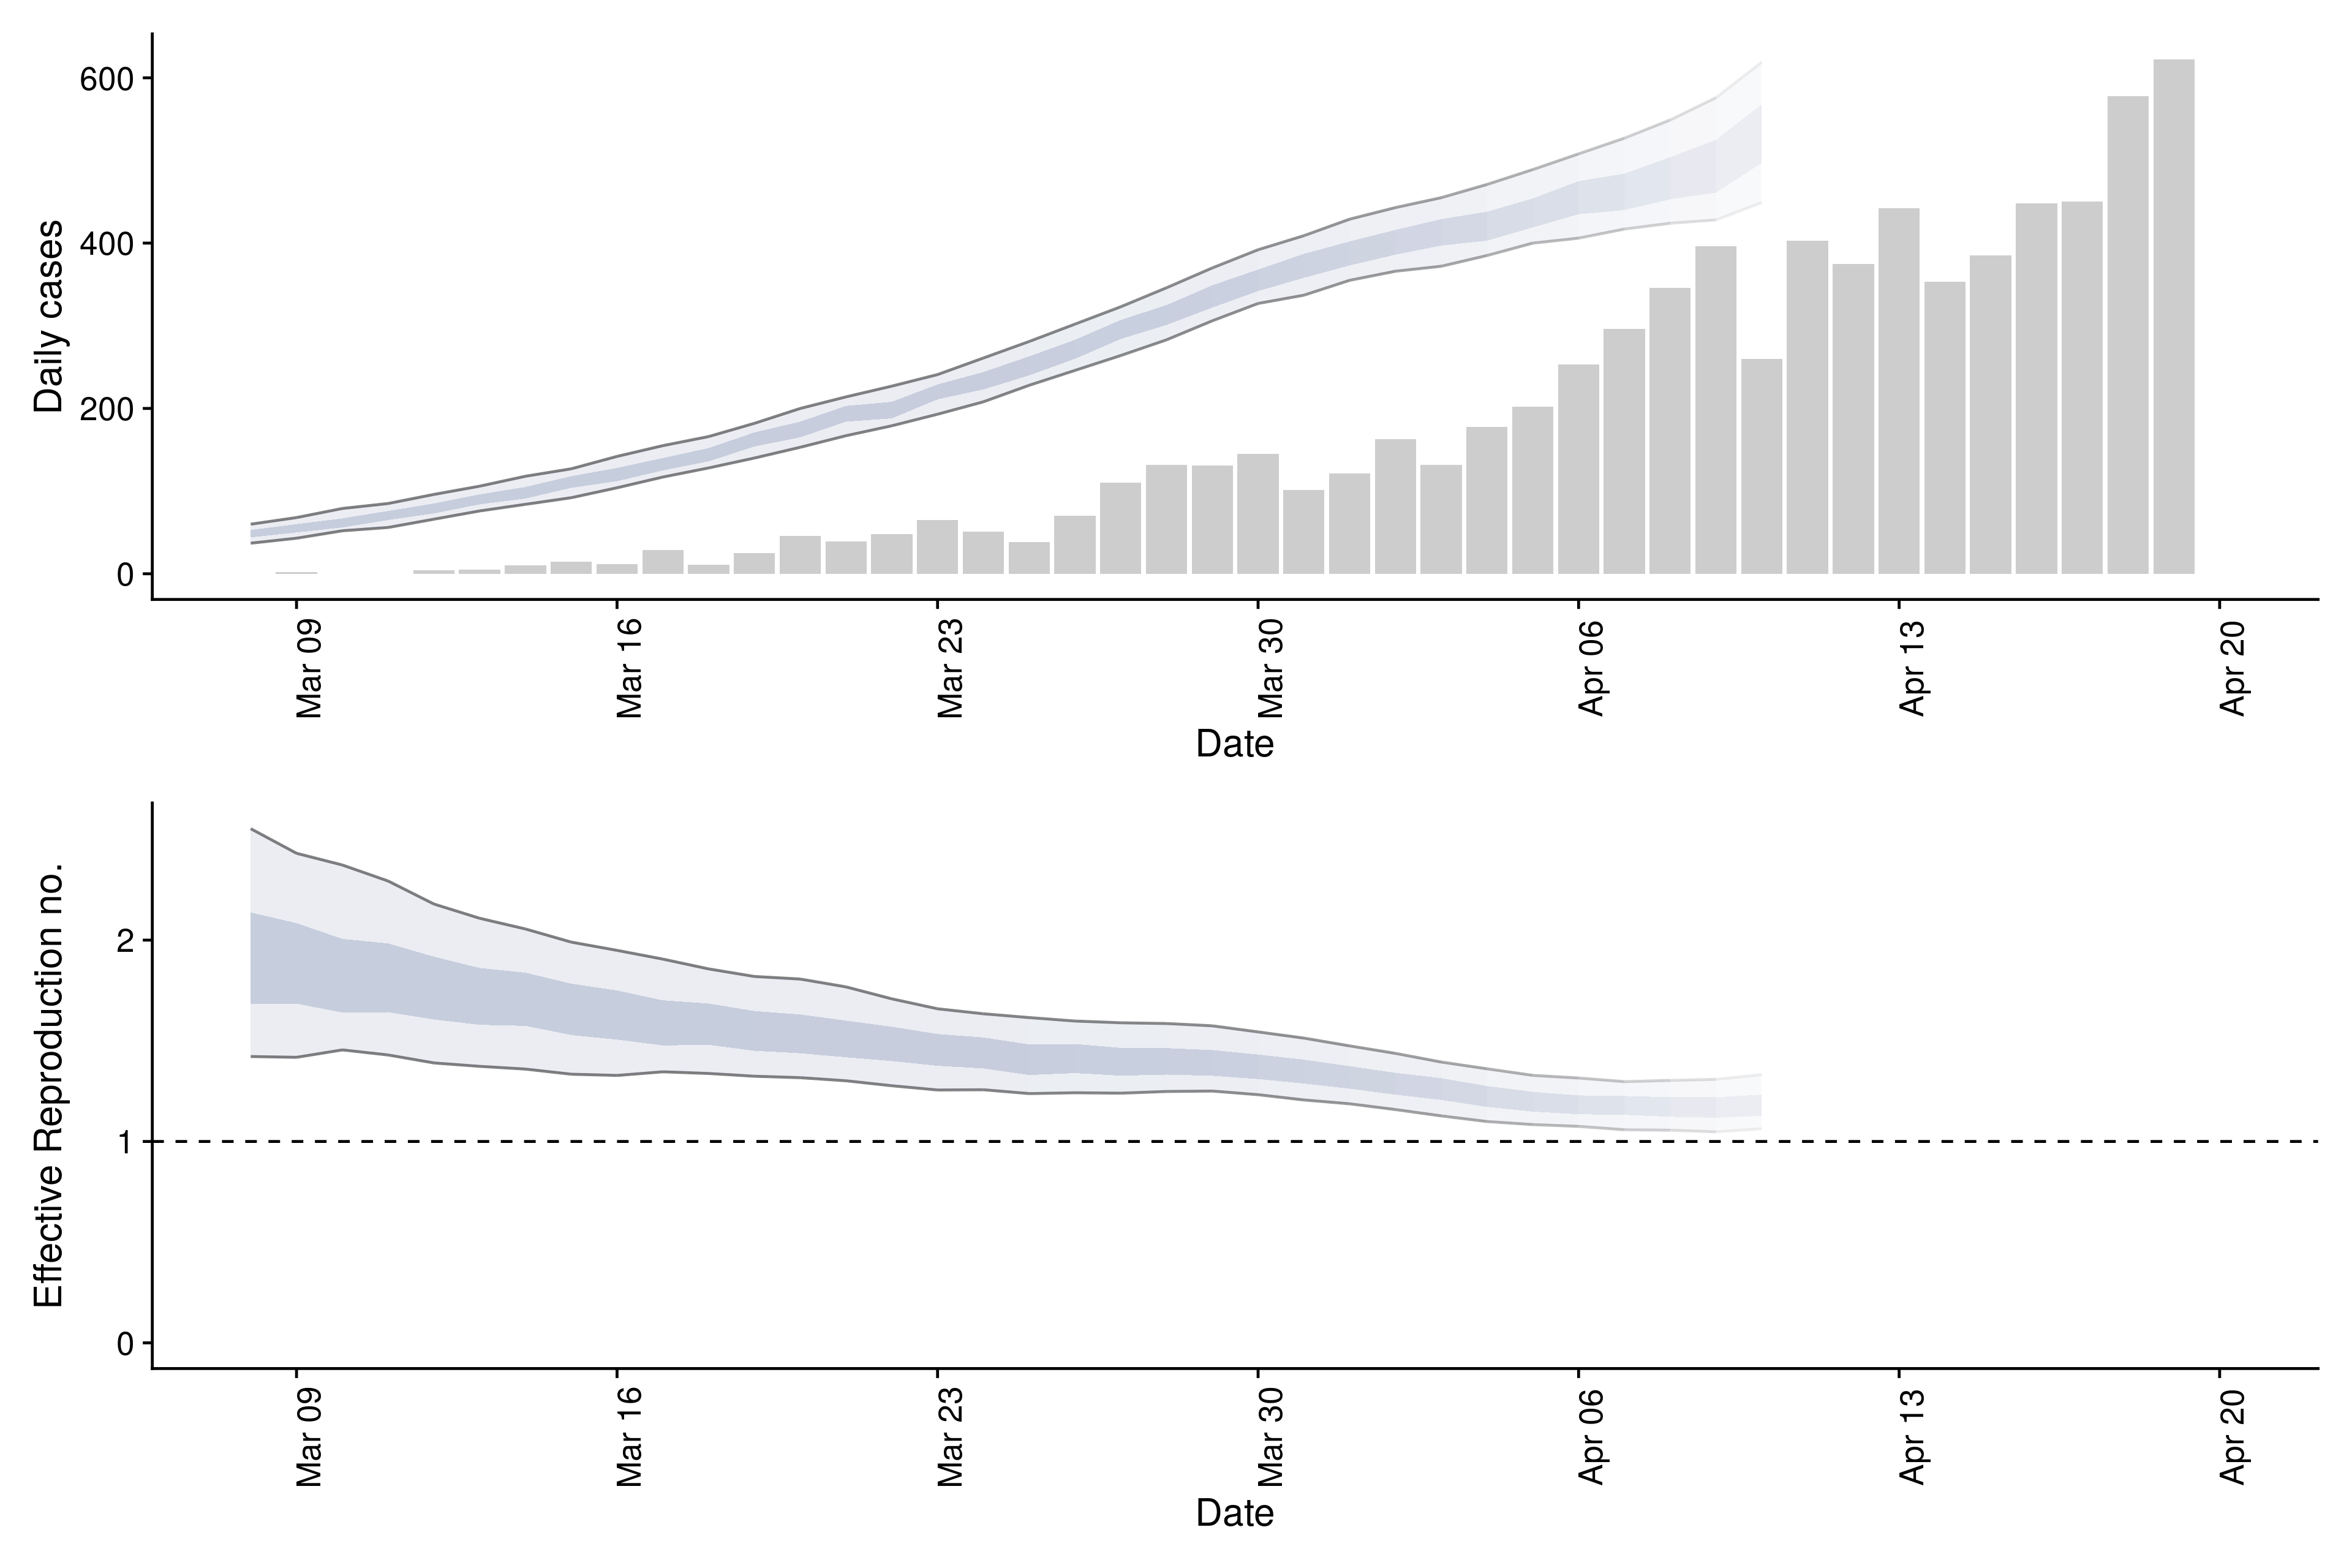 Daily cases
600
400
200
0
Mar 09
Mar 16
Mar 23
Mar 30
Apr 06
Apr 13
Apr 20
Date
Effective Reproduction no.
2
1
0
Mar 09
Mar 16
Mar 23
Mar 30
Apr 06
Apr 13
Apr 20
Date